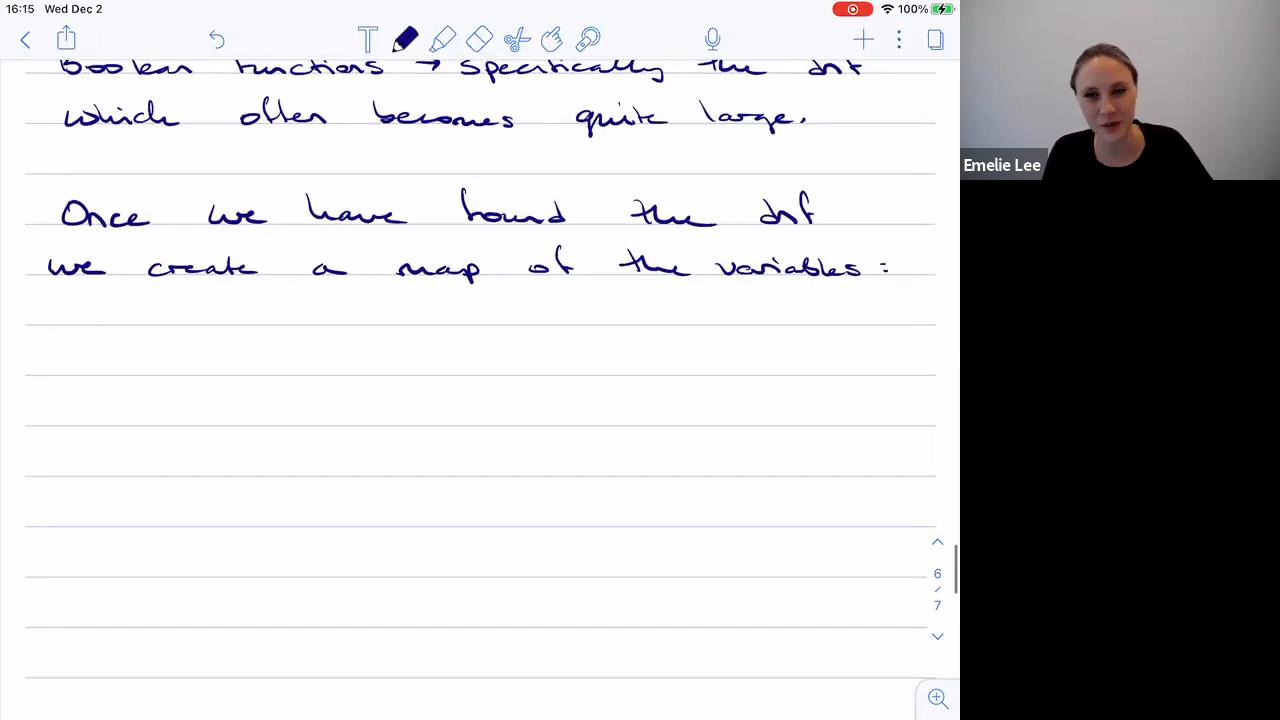 16:15 Wed Dec 2
100%
T
Boolean functions → specifically the dnf
which often becomes quite large.
Once we have found the dnf
we create a map of the variables:
6
7
Emelie Lee